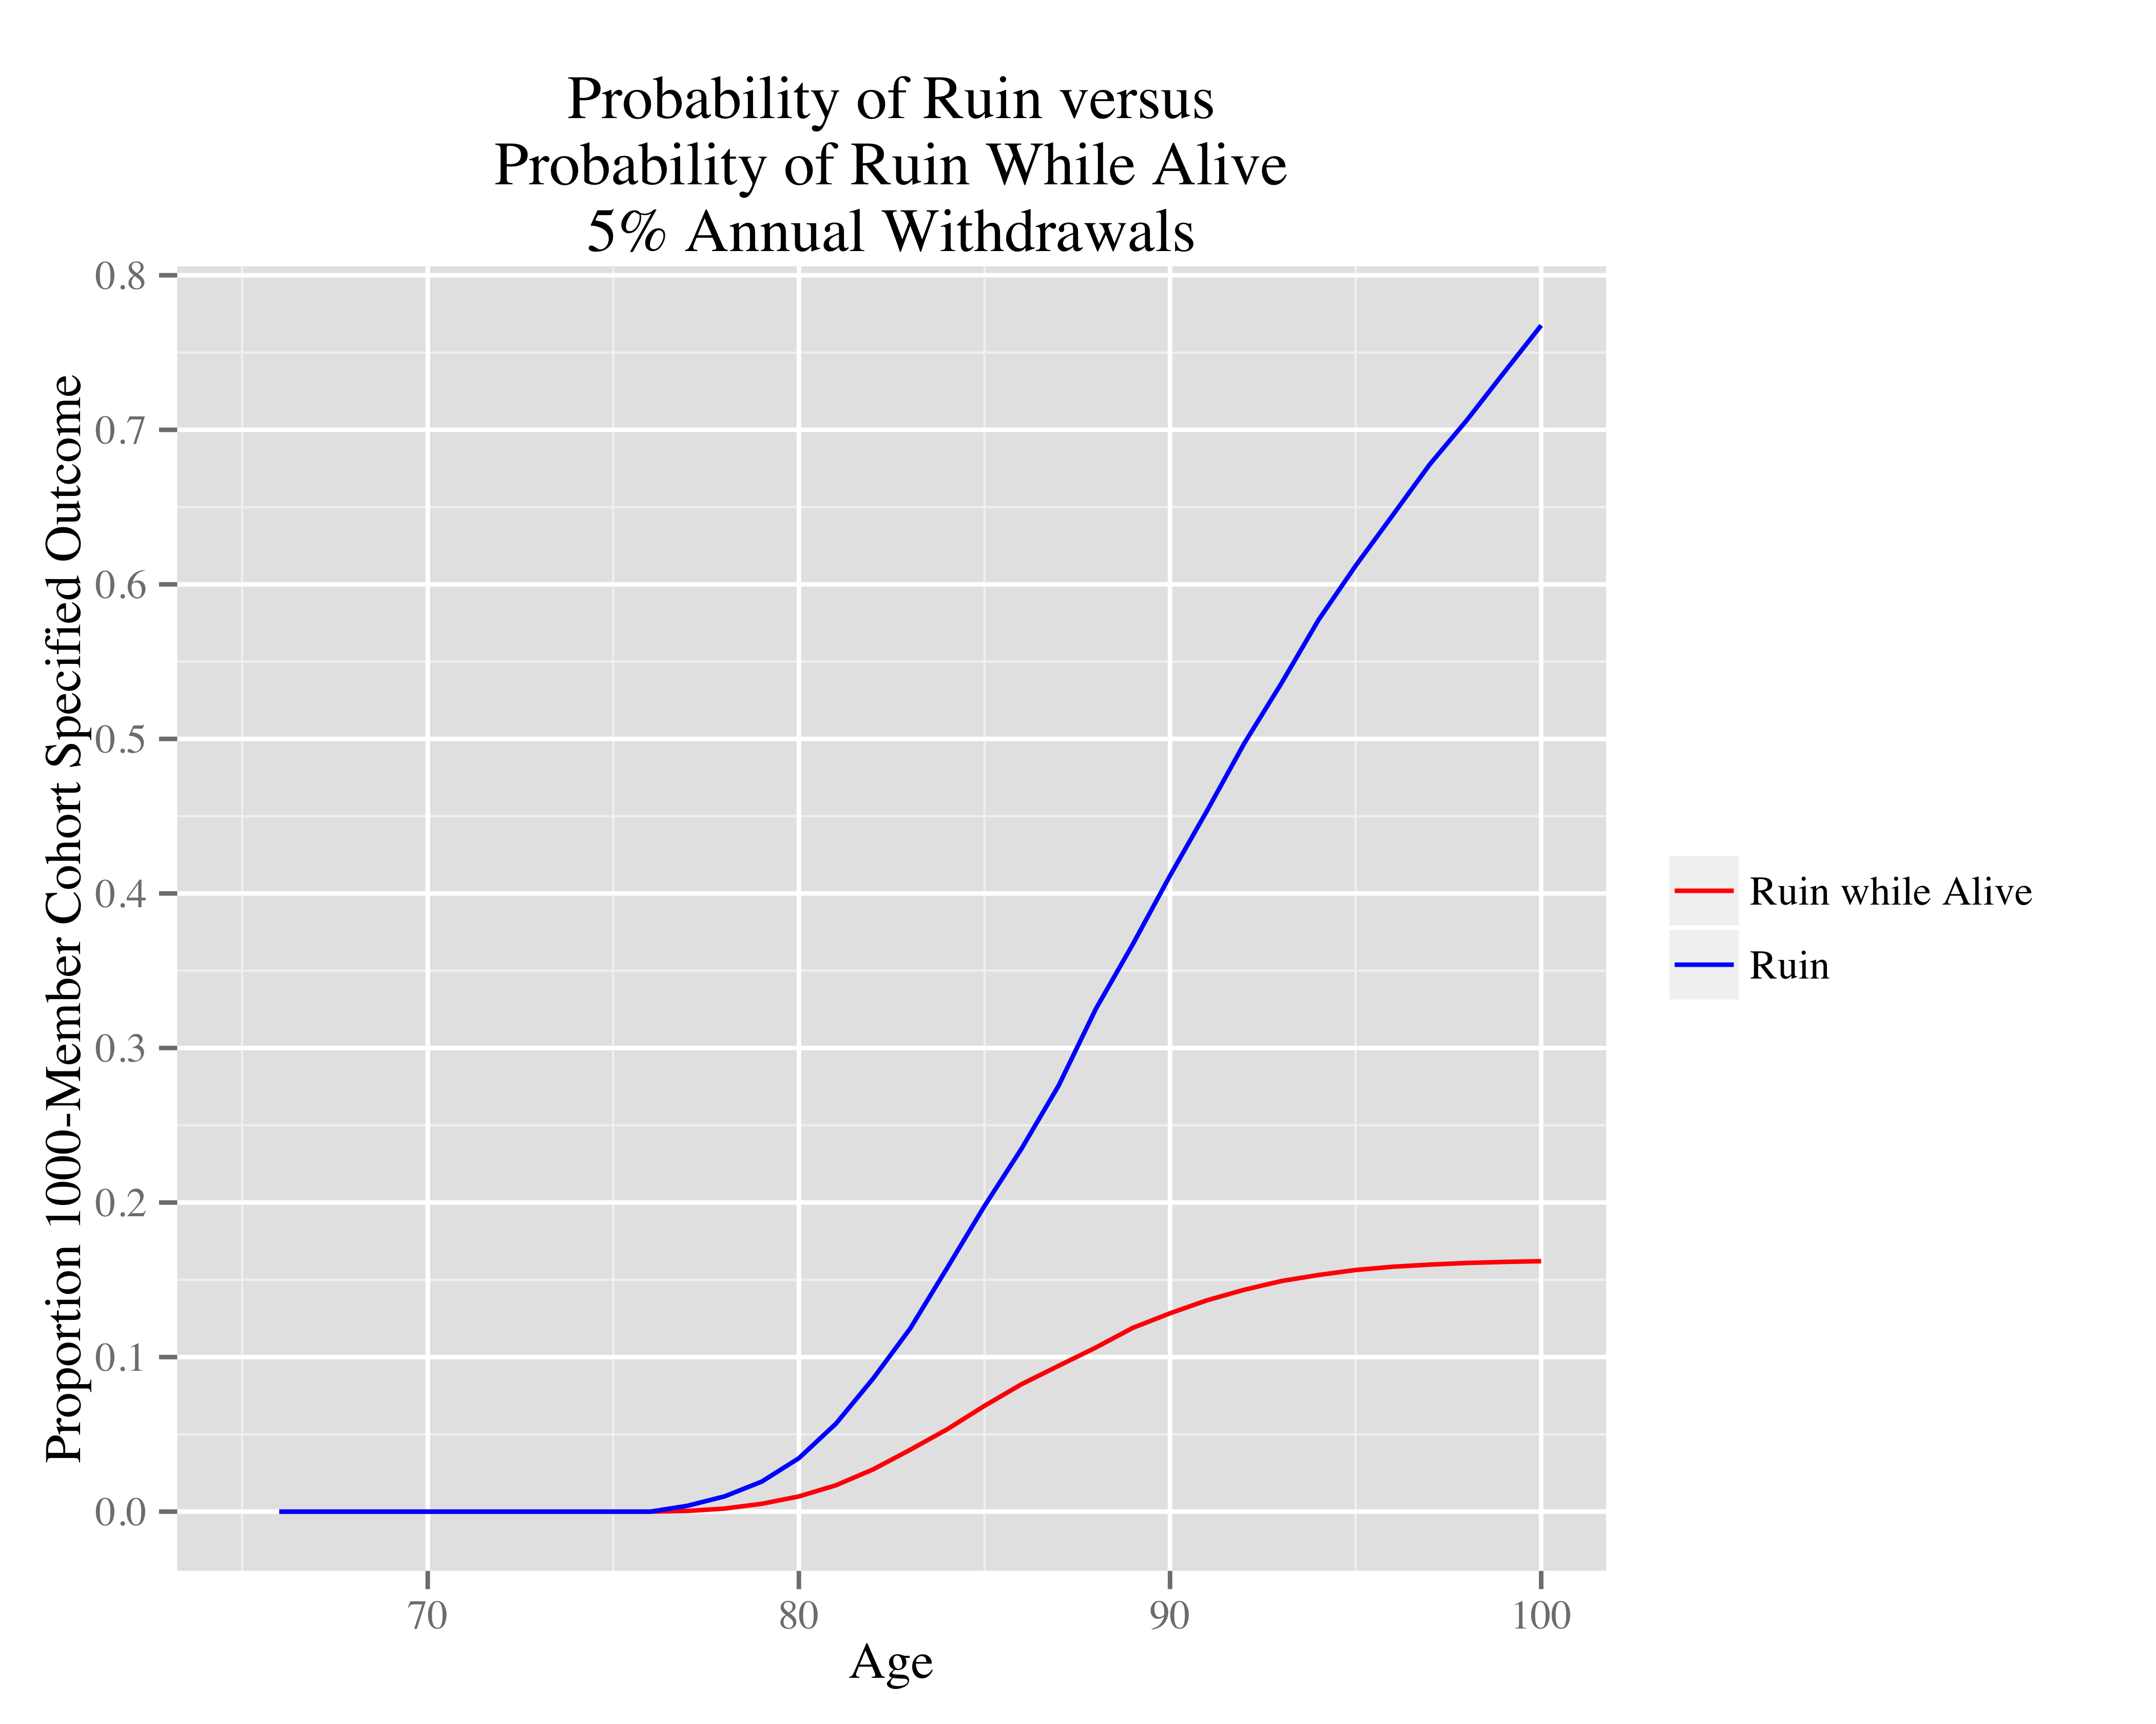 Probability of Ruin versus
Probability of Ruin While Alive
5% Annual Withdrawals
Proportion 1000-Member Cohort Specified Outcome
0.8
0.7
0.6
0.5
0.4
0.3
0.2
0.1
0.0
70
80
90
100
Age
Ruin while Alive
Ruin